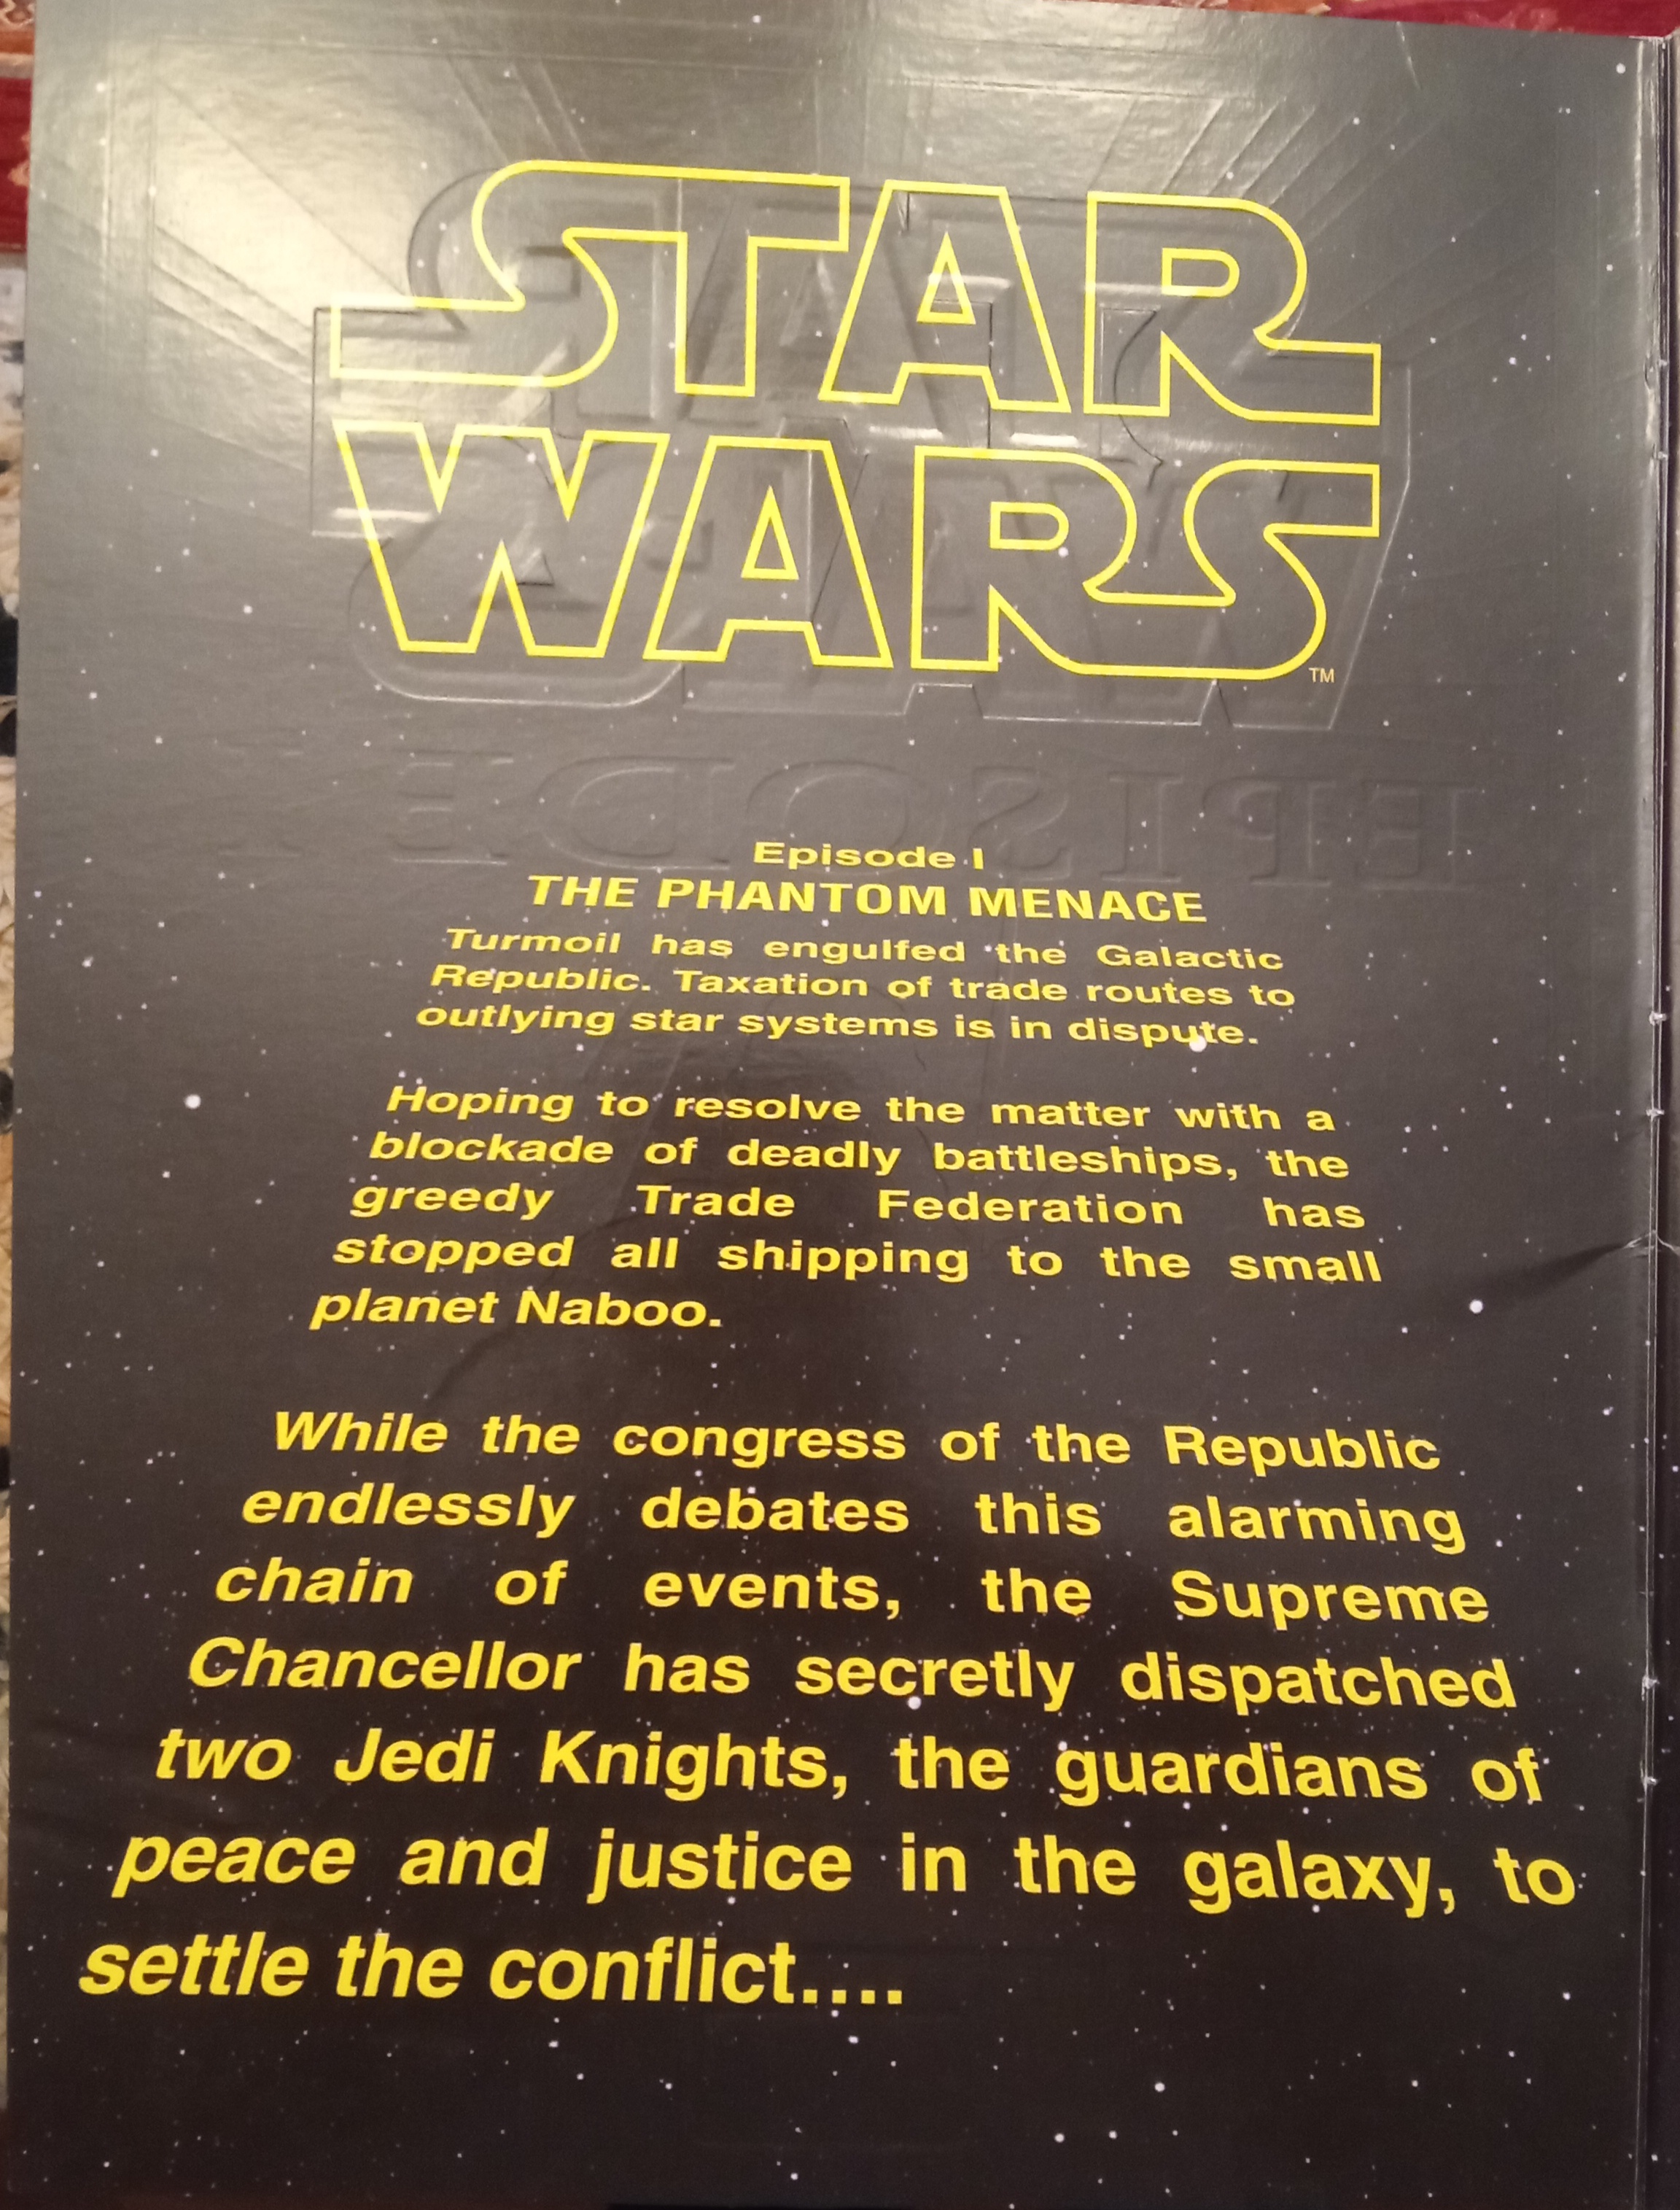 STAR
WARS
TM
EPISODE I
Episode I
THE PHANTOM MENACE
Turmoil has engulfed the Galactic
Republic. Taxation of trade routes to
outlying star systems is in dispute.
Hoping to resolve the matter with a
blockade of deadly battleships, the
greedy Trade Federation has
stopped all shipping to the small
planet Naboo.
While the congress of the Republic
endlessly debates this alarming
chain of events, the Supreme
Chancellor has secretly dispatched
two Jedi Knights, the guardians of
peace and justice in the galaxy, to
settle the conflict....